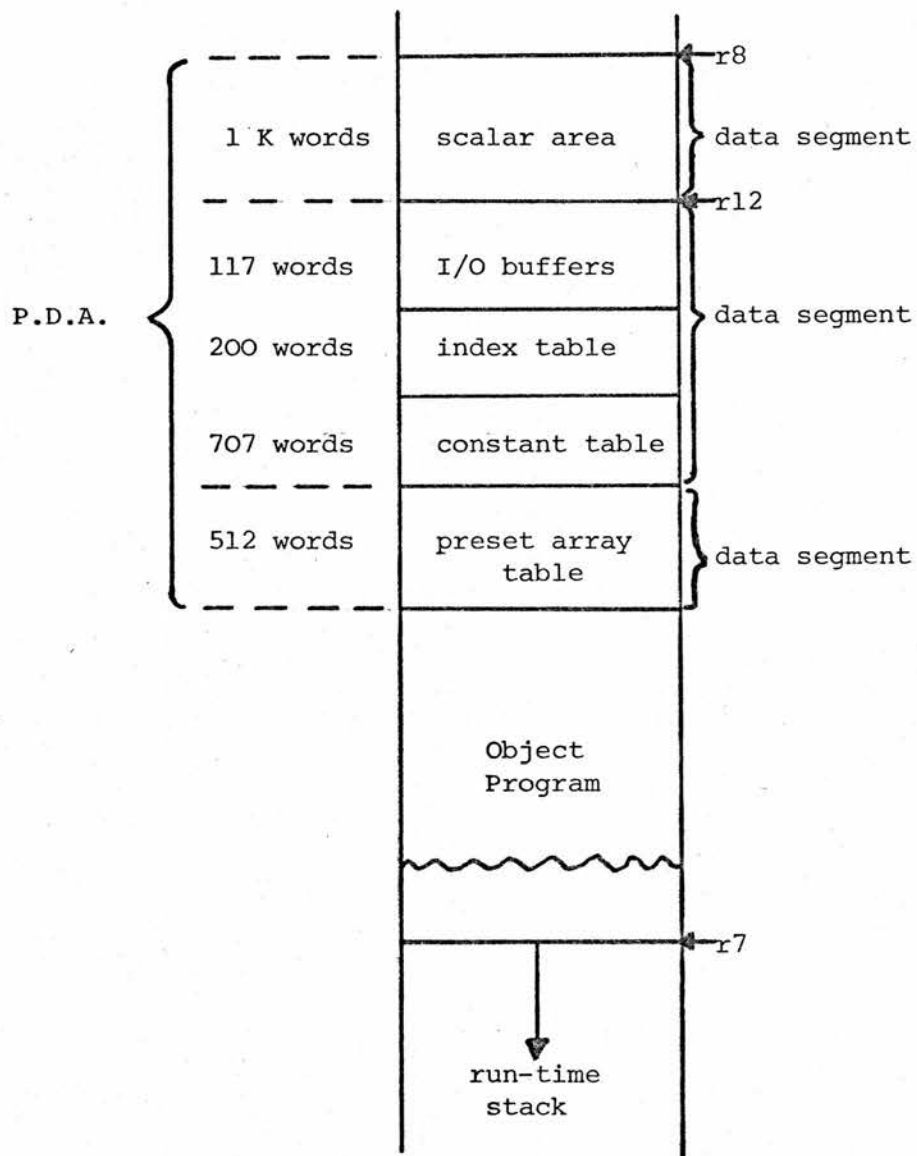 r8
1 K words scalar area data segment
r12
117 words I/O buffers
P.D.A. data segment
200 words index table
707 words constant table
512 words preset array
table data segment
Object
Program
r7
run-time
stack